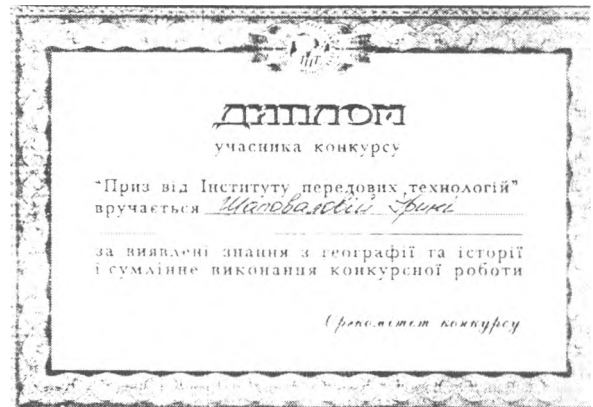 ДИПЛОМ
учасника конкурсу
"Приз від Інституту передових технологій"
вручається Шаповаловій Ірині
за виявлені знання з географії та історії
і сумлінне виконання конкурсної роботи
Оргкомітет конкурсу